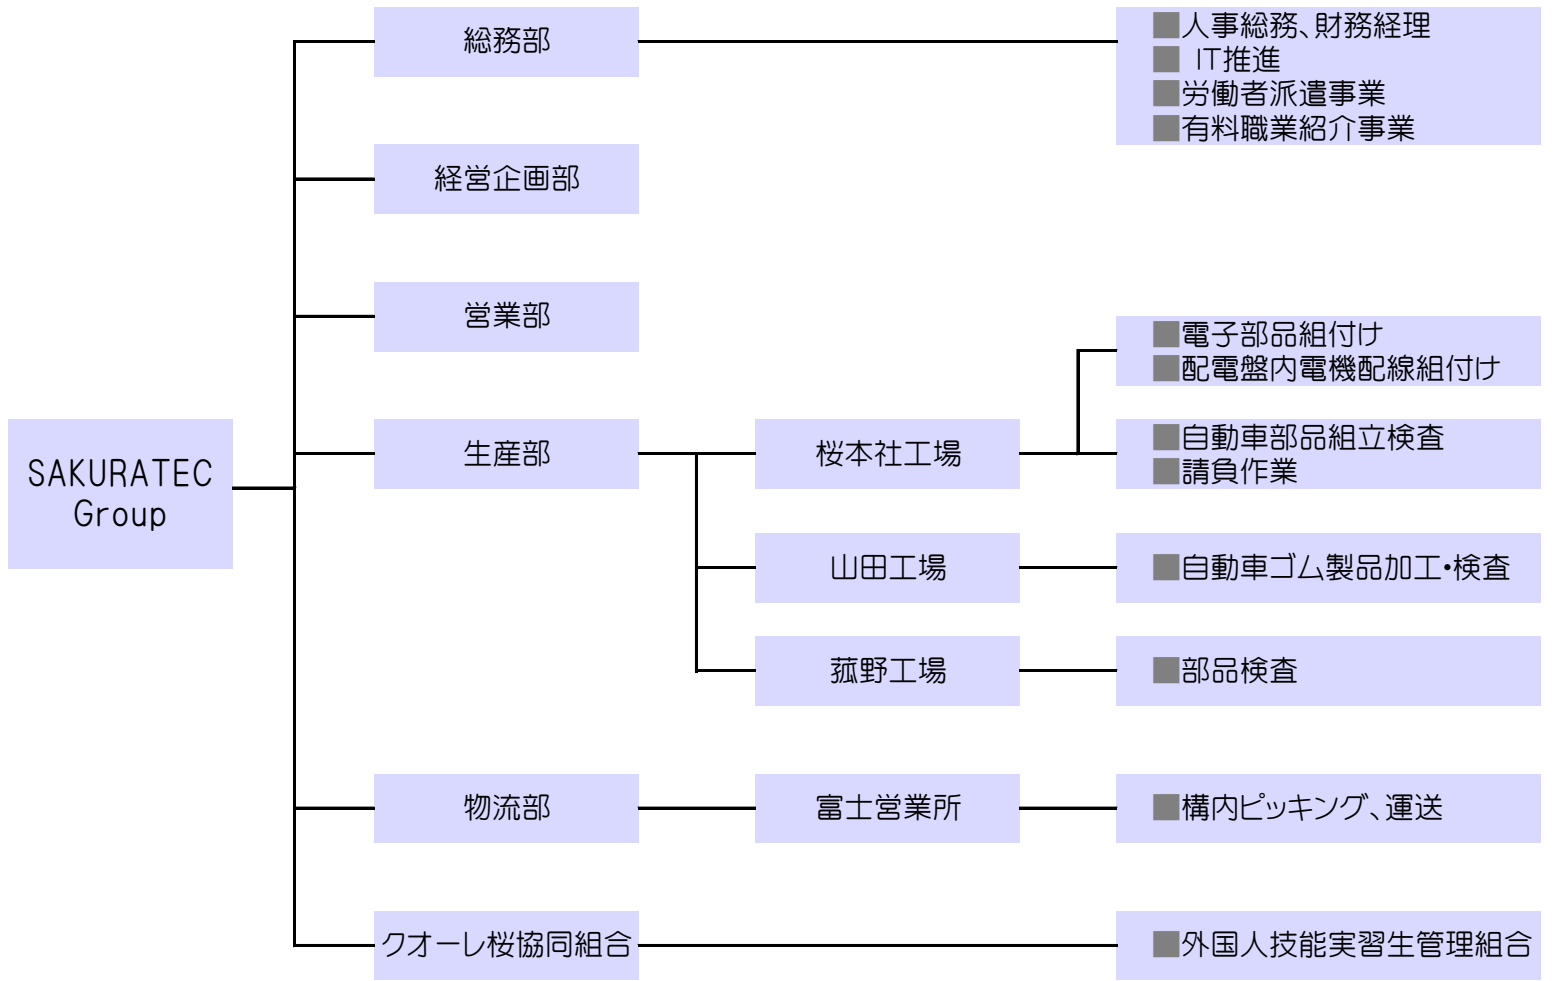 総務部
■人事総務、財務経理
■ IT推進
■労働者派遣事業
■有料職業紹介事業
経営企画部
営業部
■電子部品組付け
■配電盤内電機配線組付け
SAKURATEC
Group
生産部
桜本社工場
■自動車部品組立検査
■請負作業
山田工場
■自動車ゴム製品加工・検査
菰野工場
■部品検査
物流部
富士営業所
■構内ピッキング、運送
クオーレ桜協同組合
■外国人技能実習生管理組合